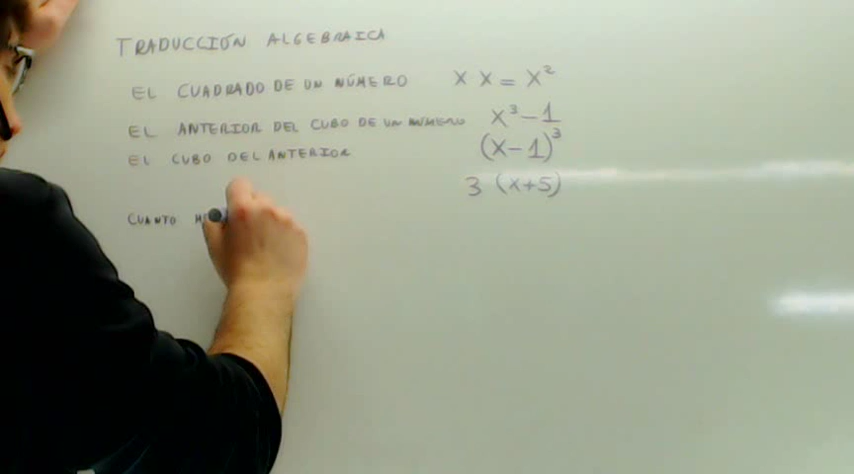 TRADUCCIÓN ALGEBRAICA
EL CUADRADO DE UN NÚMERO X X = X²
EL ANTERIOR DEL CUBO DE UN NÚMERO X³ - 1
EL CUBO DEL ANTERIOR (X - 1)³
3 (X + 5)
CUANTO